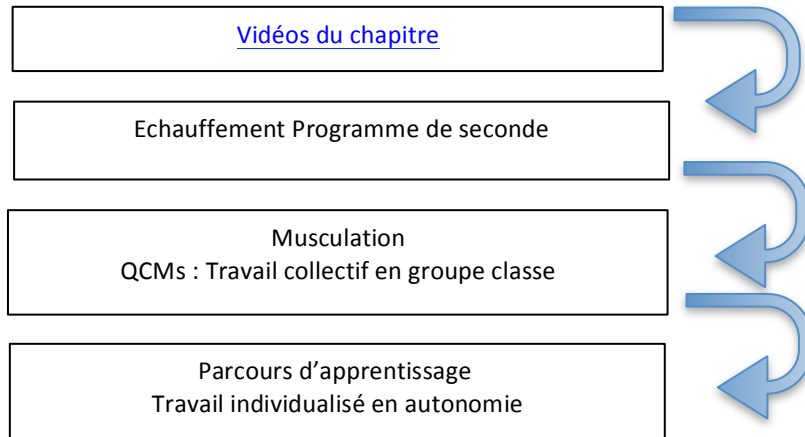 Vidéos du chapitre
Echauffement Programme de seconde
Musculation
QCMs : Travail collectif en groupe classe
Parcours d’apprentissage
Travail individualisé en autonomie